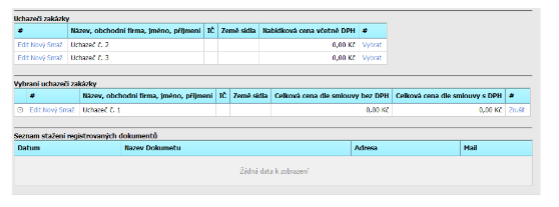 Uchazeči zakázky
# Název, obchodní firma, jméno, příjmení IČ Země sídla Nabídková cena včetně DPH #
Edit Nový Smaž Uchazeč č. 2 0,00 Kč Vybrat
Edit Nový Smaž Uchazeč č. 3 0,00 Kč Vybrat
Vybraní uchazeči zakázky
# Název, obchodní firma, jméno, příjmení IČ Země sídla Celková cena dle smlouvy bez DPH Celková cena dle smlouvy s DPH #
Edit Nový Smaž Uchazeč č. 1 0,00 Kč 0,00 Kč Zrušit
Seznam stažení registrovaných dokumentů
Datum Nazev Dokumetu Adresa Mail
Žádná data k zobrazení